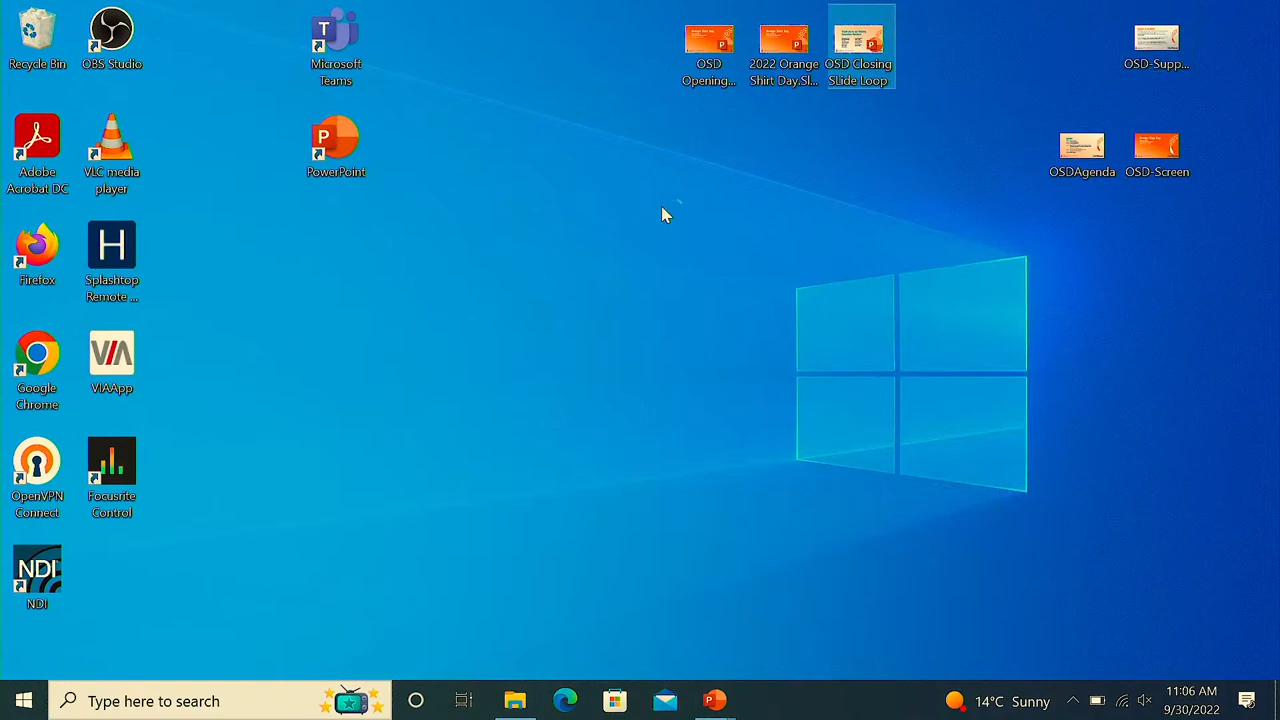 Recycle Bin
OBS Studio
Microsoft
Teams
OSD
Opening...
2022 Orange
Shirt Day.Sl...
OSD Closing
SLide Loop
OSD-Supp...
Adobe
Acrobat DC
VLC media
player
PowerPoint
OSDAgenda
OSD-Screen
Firefox
Splashtop
Remote ...
Google
Chrome
VIA
VIAApp
OpenVPN
Connect
Focusrite
Control
NDI
NDI
Type here to search
14°C Sunny
11:06 AM
9/30/2022